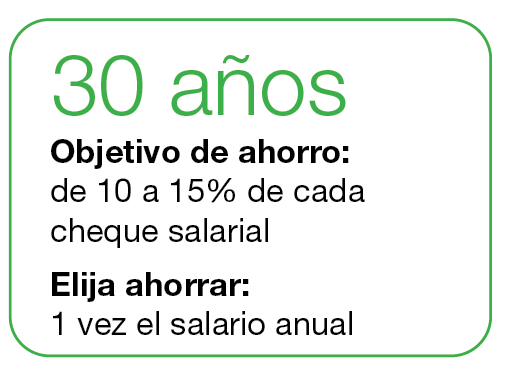 30 años
Objetivo de ahorro:
de 10 a 15% de cada
cheque salarial
Elija ahorrar:
1 vez el salario anual